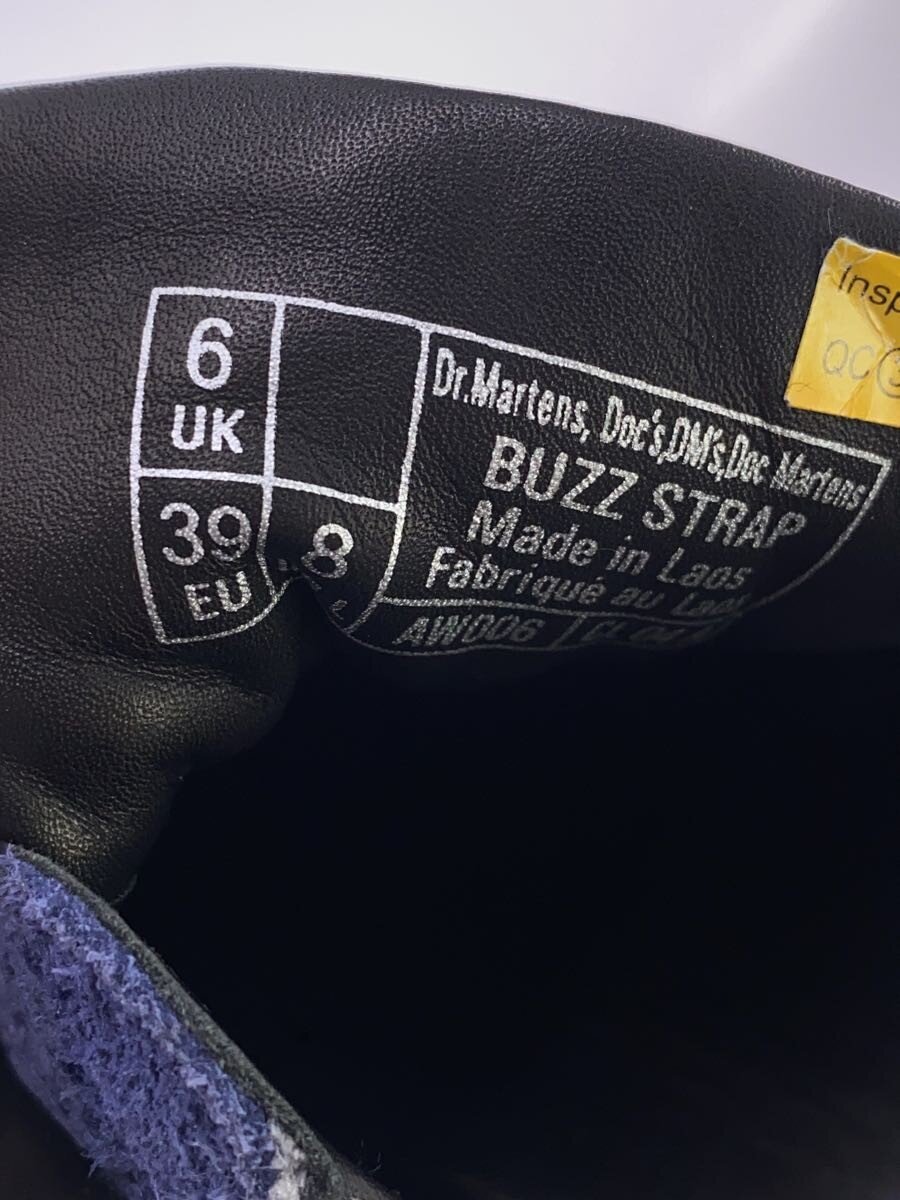 6
UK
39
EU
8
Dr.Martens, Doc's,DM's,Doc Martens
BUZZ STRAP
Made in Laos
Fabriqué au Laos
AW006
Insp
QC